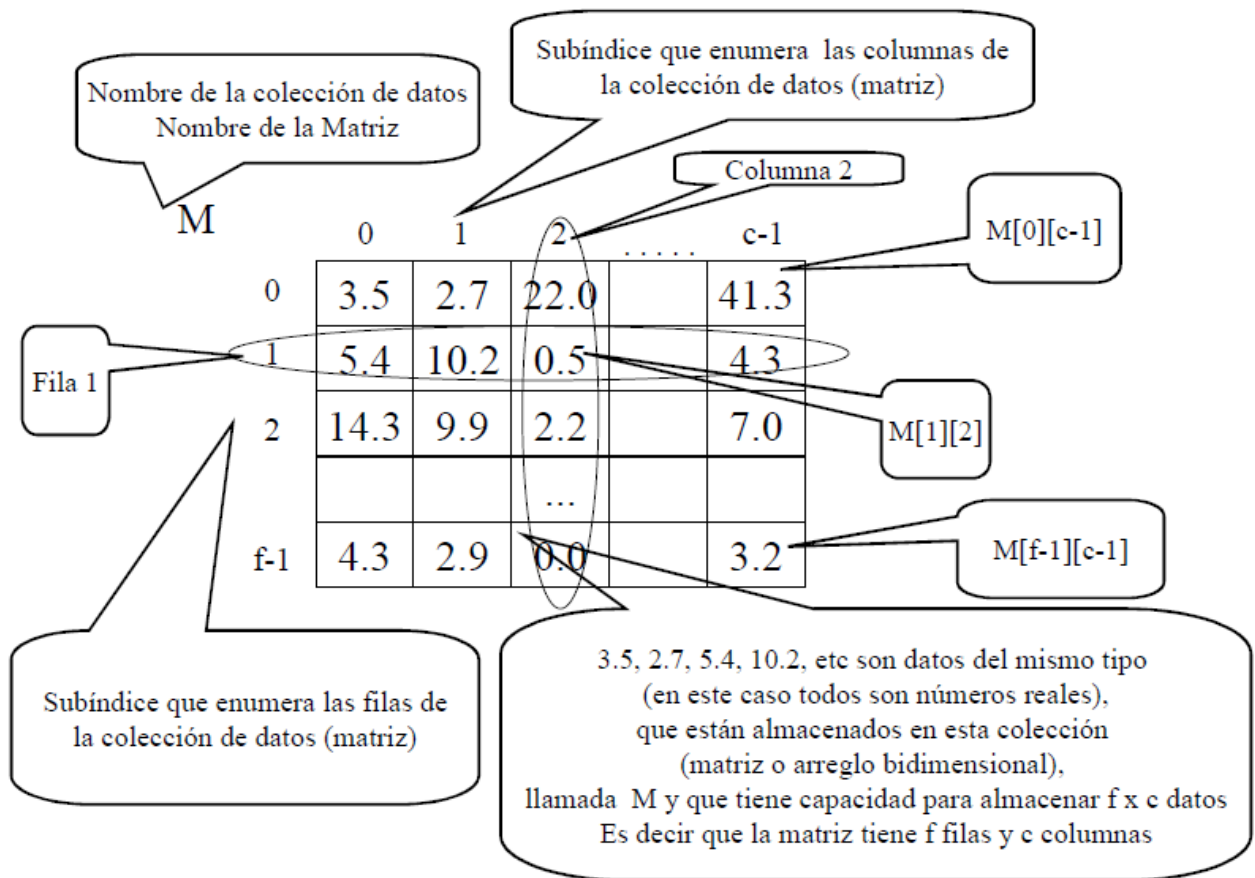 Subíndice que enumera las columnas de
la colección de datos (matriz)
Nombre de la colección de datos
Nombre de la Matriz
Columna 2
M
0 1 2 ..... c-1
M[0][c-1]
0 3.5 2.7 22.0 41.3
Fila 1
1 5.4 10.2 0.5 4.3
2 14.3 9.9 2.2 7.0
M[1][2]
...
f-1 4.3 2.9 0.0 3.2
M[f-1][c-1]
Subíndice que enumera las filas de
la colección de datos (matriz)
3.5, 2.7, 5.4, 10.2, etc son datos del mismo tipo
(en este caso todos son números reales),
que están almacenados en esta colección
(matriz o arreglo bidimensional),
llamada M y que tiene capacidad para almacenar f x c datos
Es decir que la matriz tiene f filas y c columnas